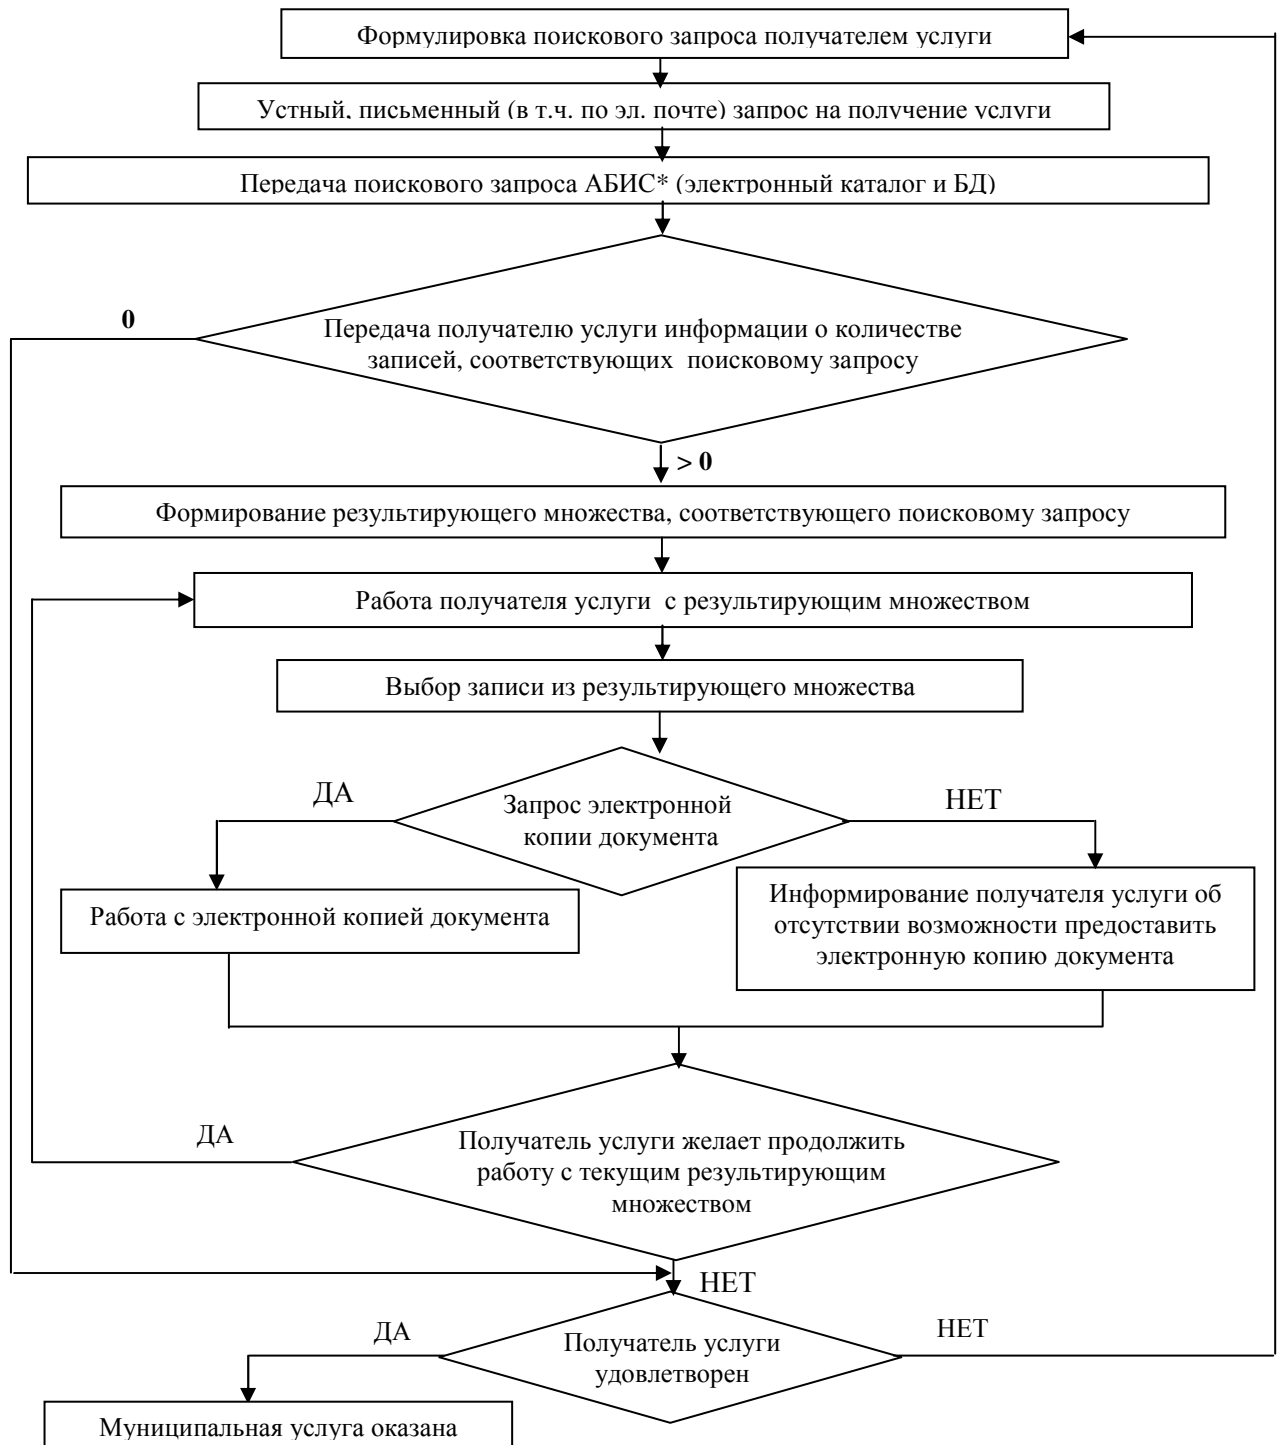 Формулировка поискового запроса получателем услуги
Устный, письменный (в т.ч. по эл. почте) запрос на получение услуги
Передача поискового запроса АБИС* (электронный каталог и БД)
0
Передача получателю услуги информации о количестве
записей, соответствующих поисковому запросу
> 0
Формирование результирующего множества, соответствующего поисковому запросу
Работа получателя услуги с результирующим множеством
Выбор записи из результирующего множества
ДА
Запрос электронной
копии документа
НЕТ
Работа с электронной копией документа
Информирование получателя услуги об
отсутствии возможности предоставить
электронную копию документа
ДА
Получатель услуги желает продолжить
работу с текущим результирующим
множеством
НЕТ
ДА
Получатель услуги
удовлетворен
НЕТ
Муниципальная услуга оказана